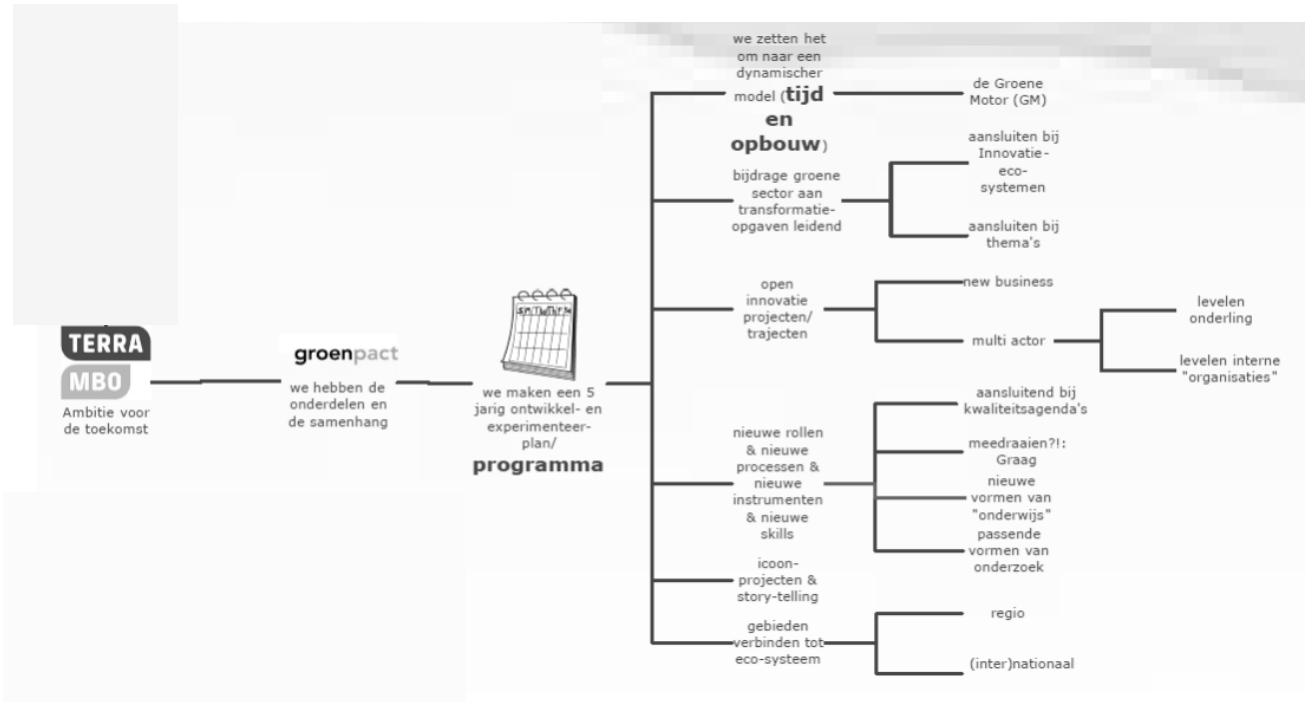 TERRA
MBO
Ambitie voor
de toekomst
groenpact
we hebben de
onderdelen en
de samenhang
we maken een 5
jarig ontwikkel- en
experimenteer-
plan/
programma
we zetten het
om naar een
dynamischer
model (tijd
en
opbouw)
de Groene
Motor (GM)
bijdrage groene
sector aan
transformatie-
opgaven leidend
aansluiten bij
Innovatie-
eco-
systemen
aansluiten bij
thema's
open
innovatie
projecten/
trajecten
new business
multi actor
levelen
onderling
levelen interne
"organisaties"
nieuwe rollen
& nieuwe
processen &
nieuwe
instrumenten
& nieuwe
skills
aansluitend bij
kwaliteitsagenda's
meedraaien?!:
Graag
nieuwe
vormen van
"onderwijs"
passende
vormen van
onderzoek
icoon-
projecten &
story-telling
gebieden
verbinden tot
eco-systeem
regio
(inter)nationaal